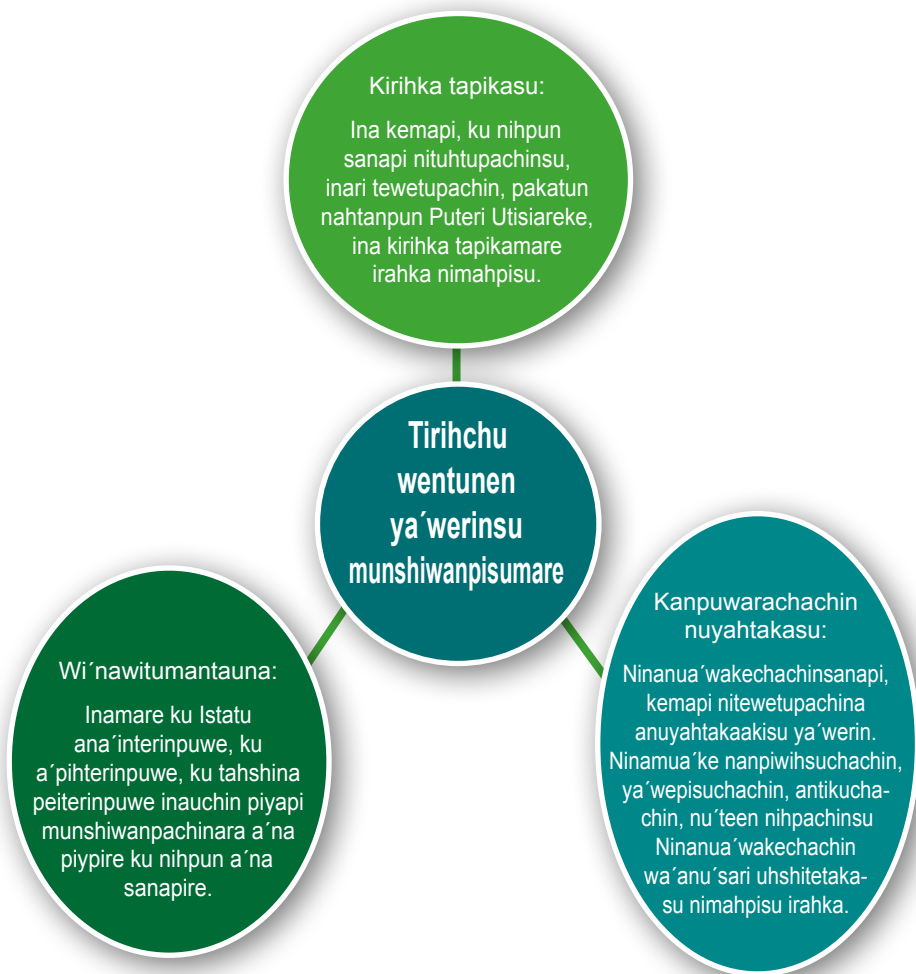 Kirihka tapikasu:
Ina kemapi, ku nihpun
sanapi nituhtupachinsu,
inari tewetupachin, pakatun
nahtanpun Puteri Utisiareke,
ina kirihka tapikamare
irahka nimahpisu.
Tirihchu
wentunen
ya´werinsu
munshiwanpisumare
Wi´nawitumantauna:
Inamare ku Istatu
ana´interinpuwe, ku
a´pihterinpuwe, ku tahshina
peiterinpuwe inauchin piyapi
munshiwanpachinara a´na
piypire ku nihpun a´na
sanapire.
Kanpuwarachachin
nuyahtakasu:
Ninanua´wakechachinsanapi,
kemapi nitewetupachina
anuyahtakaakisu ya´werin.
Ninamua´ke nanpiwihsuchachin,
ya´wepisuchachin, antikucha-
chin, nu´teen nihpachinsu
Ninanua´wakechachin
wa´anu´sari uhshitetaka-
su nimahpisu irahka.